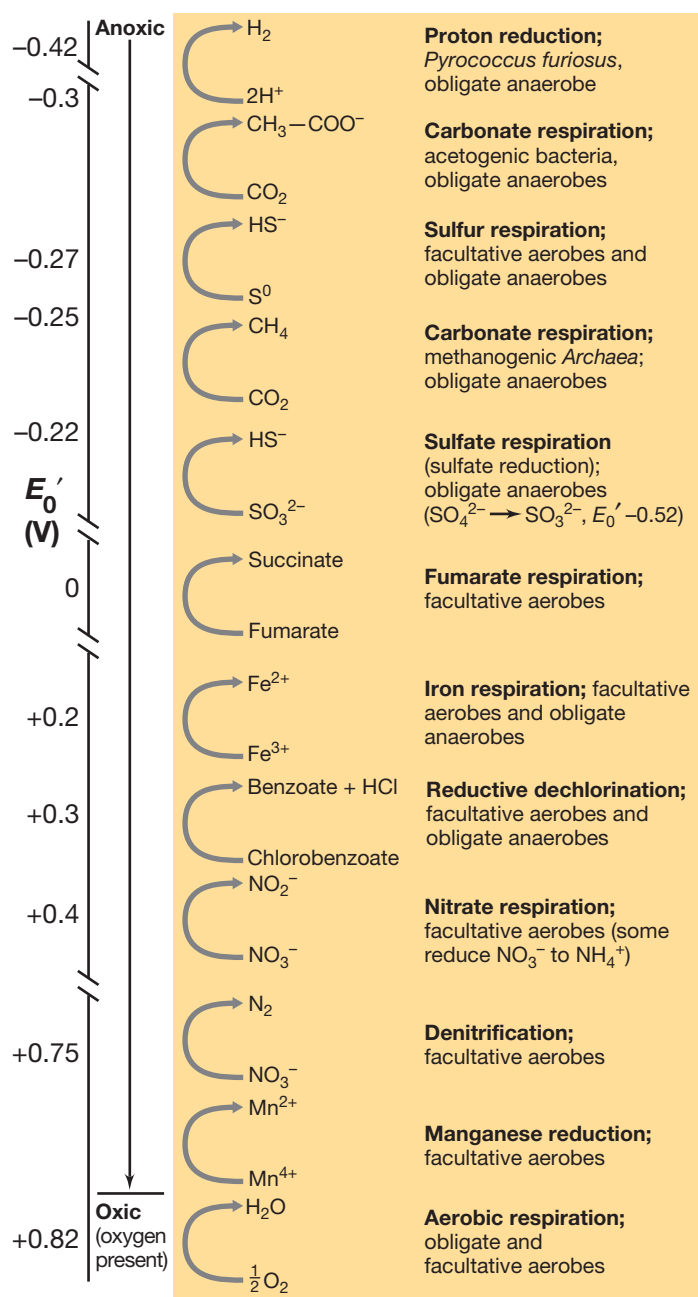 −0.42
Anoxic
H₂
2H⁺
Proton reduction;
Pyrococcus furiosus,
obligate anaerobe
−0.3
CH₃—COO⁻
CO₂
Carbonate respiration;
acetogenic bacteria,
obligate anaerobes
−0.27
HS⁻
S⁰
Sulfur respiration;
facultative aerobes and
obligate anaerobes
−0.25
CH₄
CO₂
Carbonate respiration;
methanogenic Archaea;
obligate anaerobes
−0.22
HS⁻
SO₃²⁻
Sulfate respiration
(sulfate reduction);
obligate anaerobes
(SO₄²⁻ → SO₃²⁻, E₀′ −0.52)
E₀′
(V)
0
Succinate
Fumarate
Fumarate respiration;
facultative aerobes
+0.2
Fe²⁺
Fe³⁺
Iron respiration; facultative
aerobes and obligate
anaerobes
+0.3
Benzoate + HCl
Chlorobenzoate
Reductive dechlorination;
facultative aerobes and
obligate anaerobes
+0.4
NO₂⁻
NO₃⁻
Nitrate respiration;
facultative aerobes (some
reduce NO₃⁻ to NH₄⁺)
+0.75
N₂
NO₃⁻
Denitrification;
facultative aerobes
Mn²⁺
Mn⁴⁺
Manganese reduction;
facultative aerobes
+0.82
Oxic
(oxygen
present)
H₂O
½ O₂
Aerobic respiration;
obligate and
facultative aerobes